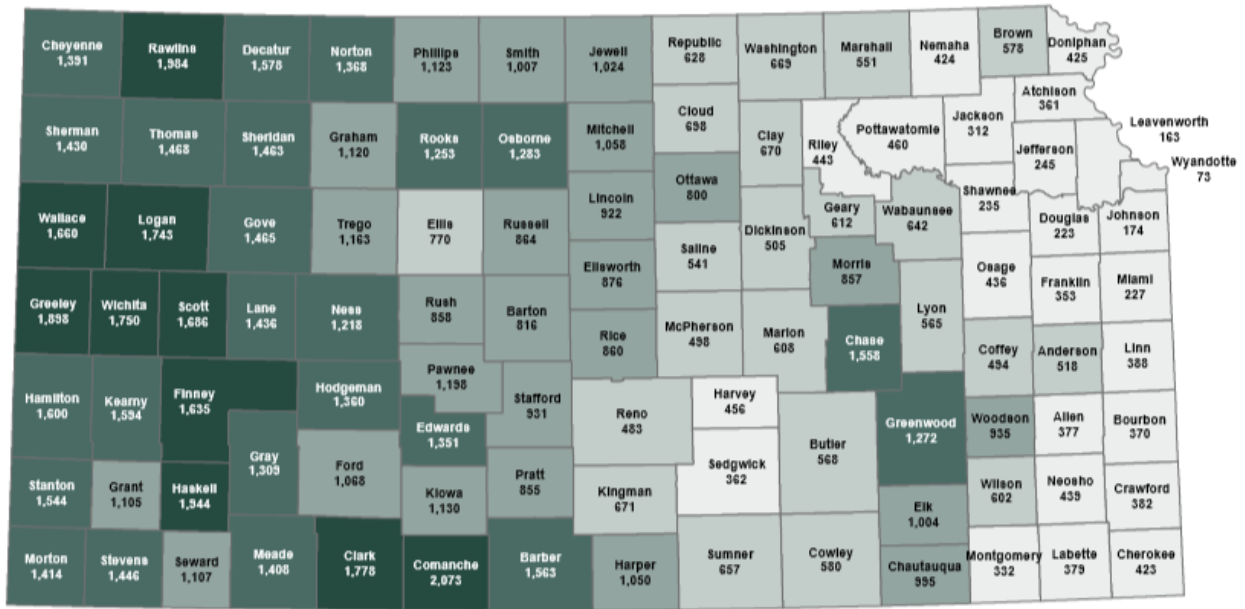 Cheyenne
1,391
Rawlins
1,984
Decatur
1,578
Norton
1,368
Phillips
1,123
Smith
1,007
Jewell
1,024
Republic
628
Washington
669
Marshall
551
Nemaha
424
Brown
578
Doniphan
425
Sherman
1,430
Thomas
1,468
Sheridan
1,463
Graham
1,120
Rooks
1,253
Osborne
1,283
Mitchell
1,058
Cloud
698
Clay
670
Riley
443
Pottawatomie
460
Jackson
312
Atchison
361
Jefferson
245
Leavenworth
163
Wyandotte
73
Wallace
1,660
Logan
1,743
Gove
1,465
Trego
1,163
Ellis
770
Russell
864
Lincoln
922
Ottawa
800
Saline
541
Dickinson
505
Geary
612
Wabaunsee
642
Shawnee
235
Douglas
223
Johnson
174
Greeley
1,898
Wichita
1,750
Scott
1,686
Lane
1,436
Ness
1,218
Rush
858
Barton
816
Ellsworth
876
Rice
860
McPherson
498
Marion
608
Morris
857
Chase
1,558
Lyon
565
Osage
436
Franklin
353
Miami
227
Coffey
494
Anderson
518
Linn
388
Hamilton
1,600
Kearny
1,594
Finney
1,635
Hodgeman
1,360
Pawnee
1,198
Edwards
1,351
Stafford
931
Reno
483
Harvey
456
Sedgwick
362
Butler
568
Greenwood
1,272
Woodson
935
Allen
377
Bourbon
370
Stanton
1,544
Grant
1,105
Haskell
1,944
Gray
1,309
Ford
1,068
Kiowa
1,130
Pratt
855
Kingman
671
Elk
1,004
Wilson
602
Neosho
439
Crawford
382
Morton
1,414
Stevens
1,446
Seward
1,107
Meade
1,408
Clark
1,778
Comanche
2,073
Barber
1,563
Harper
1,050
Sumner
657
Cowley
580
Chautauqua
995
Montgomery
332
Labette
379
Cherokee
423